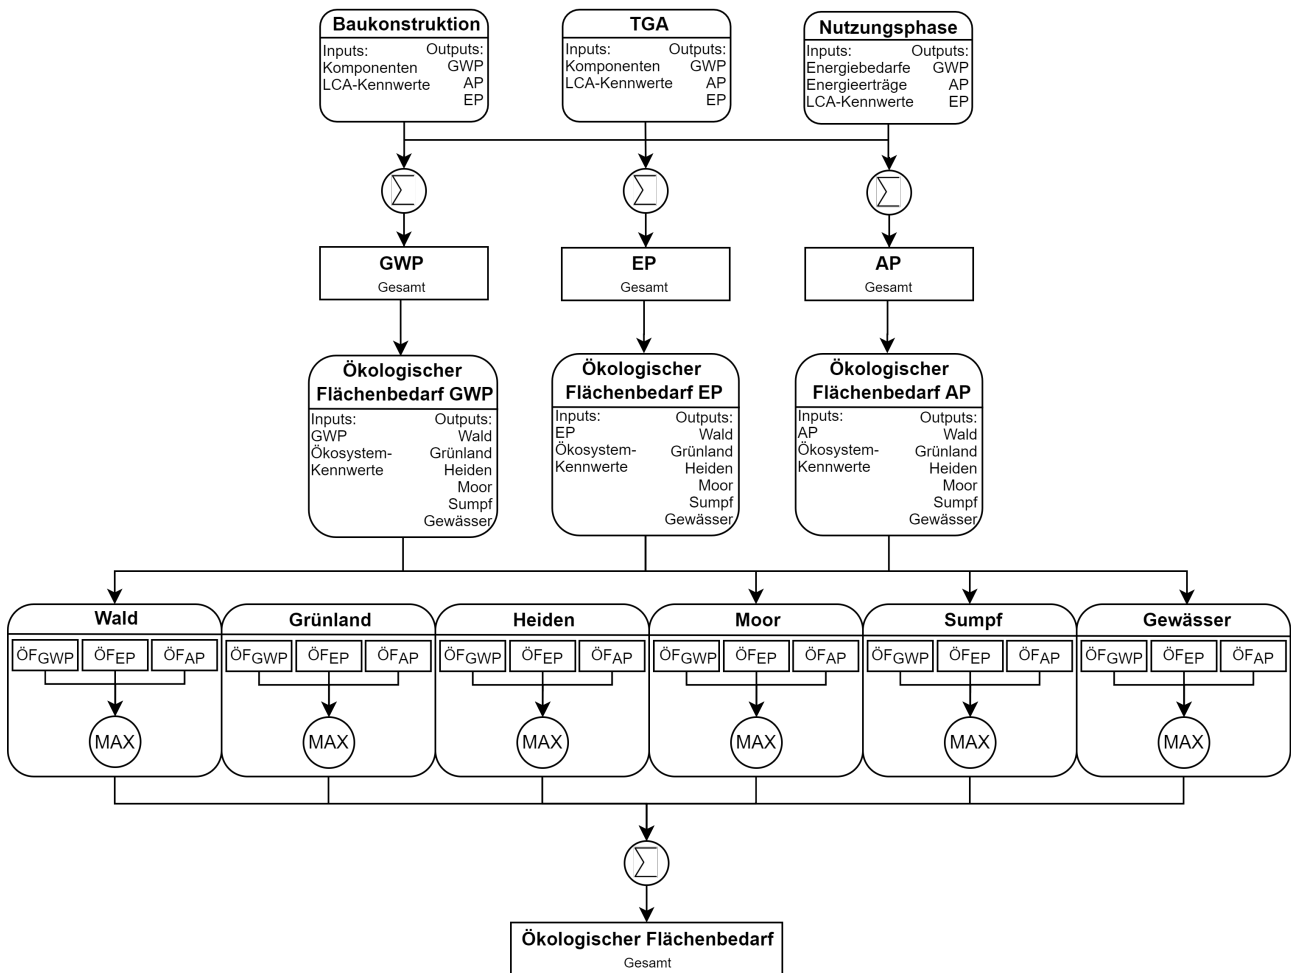 Baukonstruktion
Inputs: Outputs:
Komponenten GWP
LCA-Kennwerte AP
EP
TGA
Inputs: Outputs:
Komponenten GWP
LCA-Kennwerte AP
EP
Nutzungsphase
Inputs: Outputs:
Energiebedarfe GWP
Energieerträge AP
LCA-Kennwerte EP
∑ ∑ ∑
GWP
Gesamt
EP
Gesamt
AP
Gesamt
Ökologischer
Flächenbedarf GWP
Inputs: Outputs:
GWP Wald
Ökosystem- Grünland
Kennwerte Heiden
Moor
Sumpf
Gewässer
Ökologischer
Flächenbedarf EP
Inputs: Outputs:
EP Wald
Ökosystem- Grünland
Kennwerte Heiden
Moor
Sumpf
Gewässer
Ökologischer
Flächenbedarf AP
Inputs: Outputs:
AP Wald
Ökosystem- Grünland
Kennwerte Heiden
Moor
Sumpf
Gewässer
Wald
ÖFGWP ÖFEP ÖFAP
MAX
Grünland
ÖFGWP ÖFEP ÖFAP
MAX
Heiden
ÖFGWP ÖFEP ÖFAP
MAX
Moor
ÖFGWP ÖFEP ÖFAP
MAX
Sumpf
ÖFGWP ÖFEP ÖFAP
MAX
Gewässer
ÖFGWP ÖFEP ÖFAP
MAX
∑
Ökologischer Flächenbedarf
Gesamt